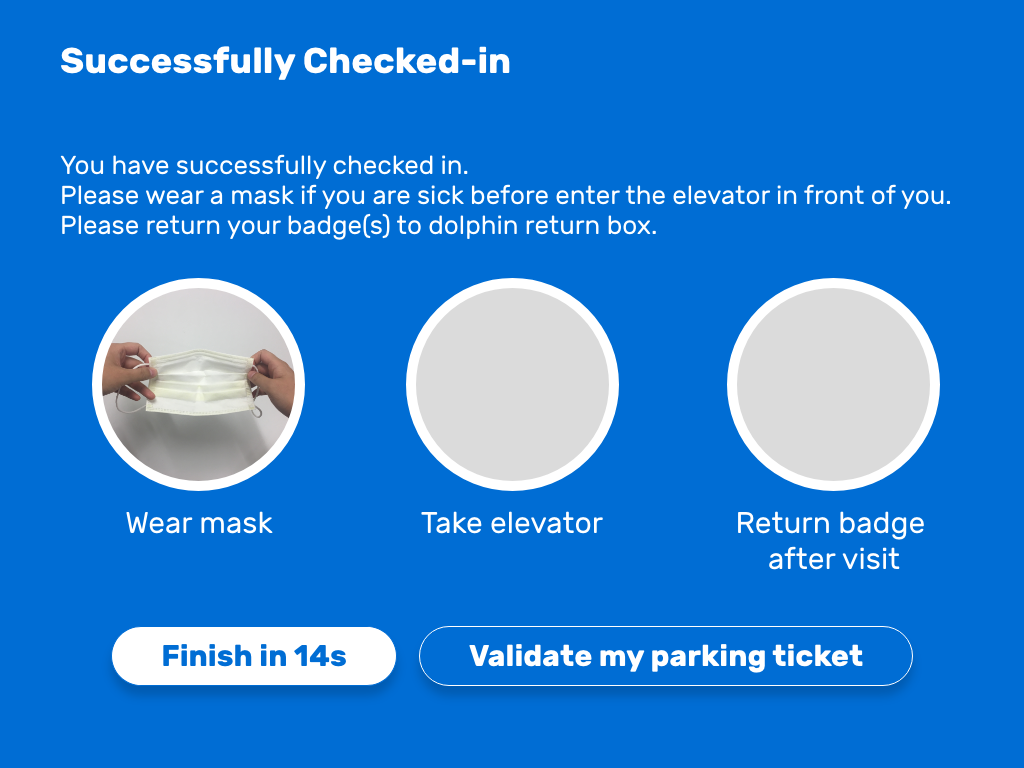 Successfully Checked-in
You have successfully checked in.
Please wear a mask if you are sick before enter the elevator in front of you.
Please return your badge(s) to dolphin return box.
Wear mask
Take elevator
Return badge
after visit
Finish in 14s
Validate my parking ticket